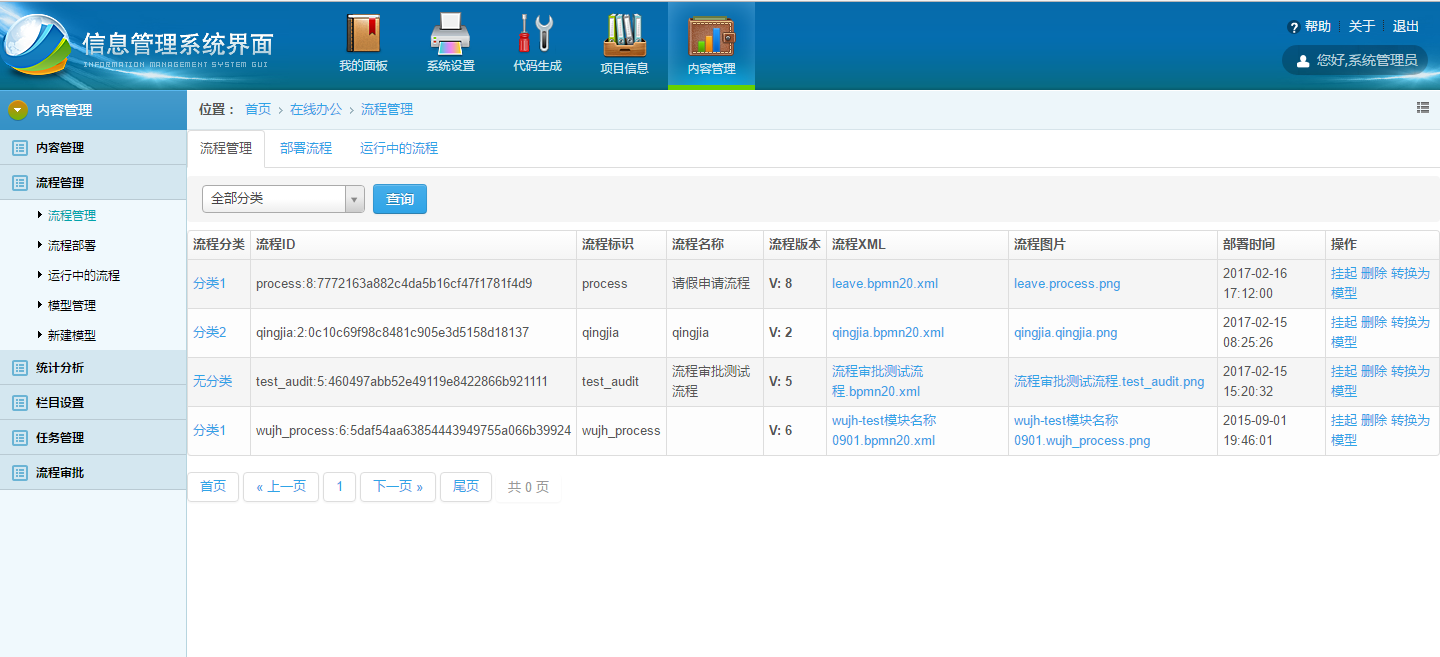 信息管理系统界面
INFORMATION MANAGEMENT SYSTEM GUI
我的面板 系统设置 代码生成 项目信息 内容管理
帮助 关于 退出
您好,系统管理员
内容管理
内容管理
流程管理
流程管理
流程部署
运行中的流程
模型管理
新建模型
统计分析
栏目设置
任务管理
流程审批
位置： 首页 › 在线办公 › 流程管理
流程管理 部署流程 运行中的流程
全部分类 查询
流程分类 流程ID 流程标识 流程名称 流程版本 流程XML 流程图片 部署时间 操作
分类1 process:8:7772163a882c4da5b16cf47f1781f4d9 process 请假申请流程 V: 8 leave.bpmn20.xml leave.process.png 2017-02-16 挂起 删除 转换为
17:12:00 模型
分类2 qingjia:2:0c10c69f98c8481c905e3d5158d18137 qingjia qingjia V: 2 qingjia.bpmn20.xml qingjia.qingjia.png 2017-02-15 挂起 删除 转换为
08:25:26 模型
无分类 test_audit:5:460497abb52e49119e8422866b921111 test_audit 流程审批测试 V: 5 流程审批测试流 流程审批测试流程.test_audit.png 2017-02-15 挂起 删除 转换为
流程 程.bpmn20.xml 15:20:32 模型
分类1 wujh_process:6:5daf54aa63854443949755a066b39924 wujh_process V: 6 wujh-test模块名称 wujh-test模块名称 2015-09-01 挂起 删除 转换为
0901.bpmn20.xml 0901.wujh_process.png 19:46:01 模型
首页 « 上一页 1 下一页 » 尾页 共 0 页